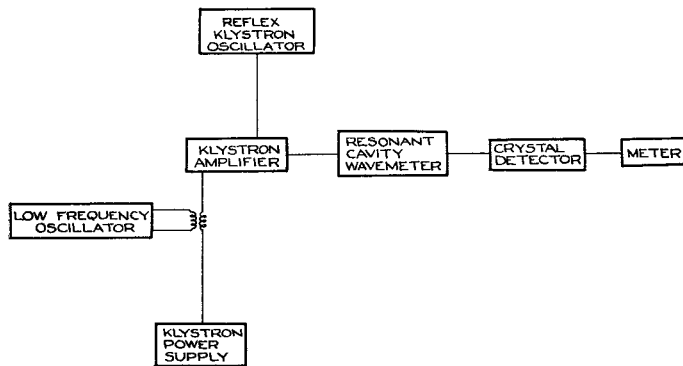 REFLEX
KLYSTRON
OSCILLATOR
KLYSTRON
AMPLIFIER
RESONANT
CAVITY
WAVEMETER
CRYSTAL
DETECTOR
METER
LOW FREQUENCY
OSCILLATOR
KLYSTRON
POWER
SUPPLY